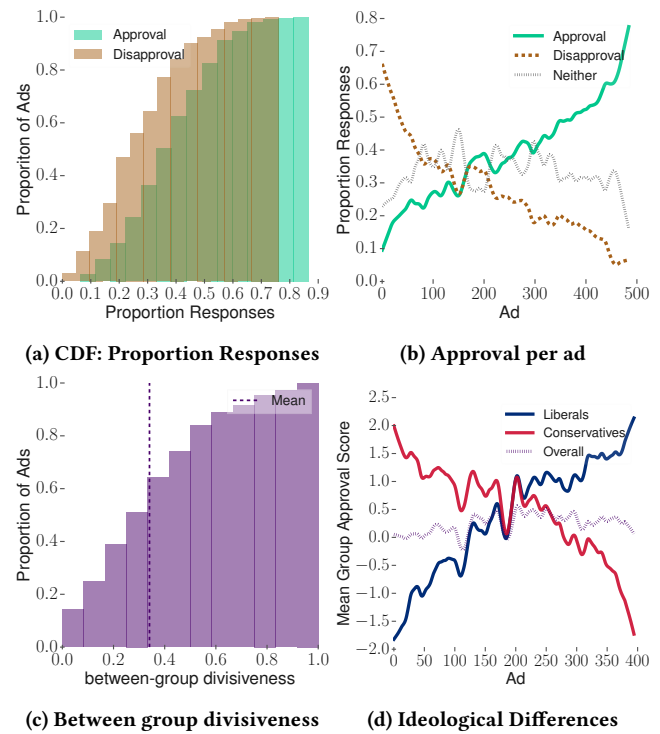 1.0
0.8
0.6
0.4
0.2
0.0
Proporiton of Ads
Approval
Disapproval
0.0 0.1 0.2 0.3 0.4 0.5 0.6 0.7 0.8 0.9
Proportion Responses
(a) CDF: Proportion Responses
0.8
0.7
0.6
0.5
0.4
0.3
0.2
0.1
0.0
Proportion Responses
Approval
Disapproval
Neither
0 100 200 300 400 500
Ad
(b) Approval per ad
1.0
0.8
0.6
0.4
0.2
0.0
Proportion of Ads
Mean
0.0 0.2 0.4 0.6 0.8 1.0
between-group divisiveness
(c) Between group divisiveness
2.5
2.0
1.5
1.0
0.5
0.0
−0.5
−1.0
−1.5
−2.0
Mean Group Approval Score
Liberals
Conservatives
Overall
0 50 100 150 200 250 300 350 400
Ad
(d) Ideological Differences